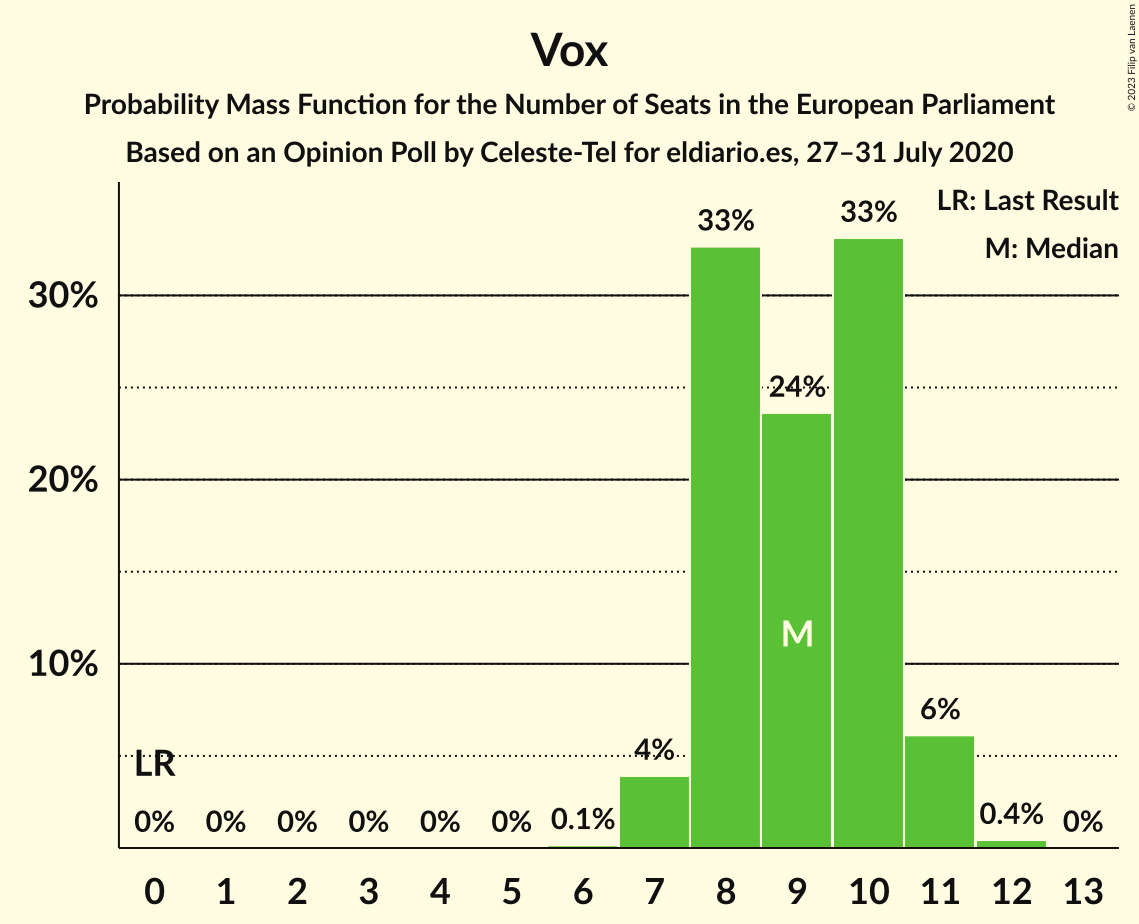 Vox
Probability Mass Function for the Number of Seats in the European Parliament
Based on an Opinion Poll by Celeste-Tel for eldiario.es, 27–31 July 2020
© 2023 Filip van Laenen
LR: Last Result
M: Median
33%
33%
30%
24%
20%
M
10%
6%
LR
4%
0% 0% 0% 0% 0% 0% 0.1% 0.4% 0%
0 1 2 3 4 5 6 7 8 9 10 11 12 13